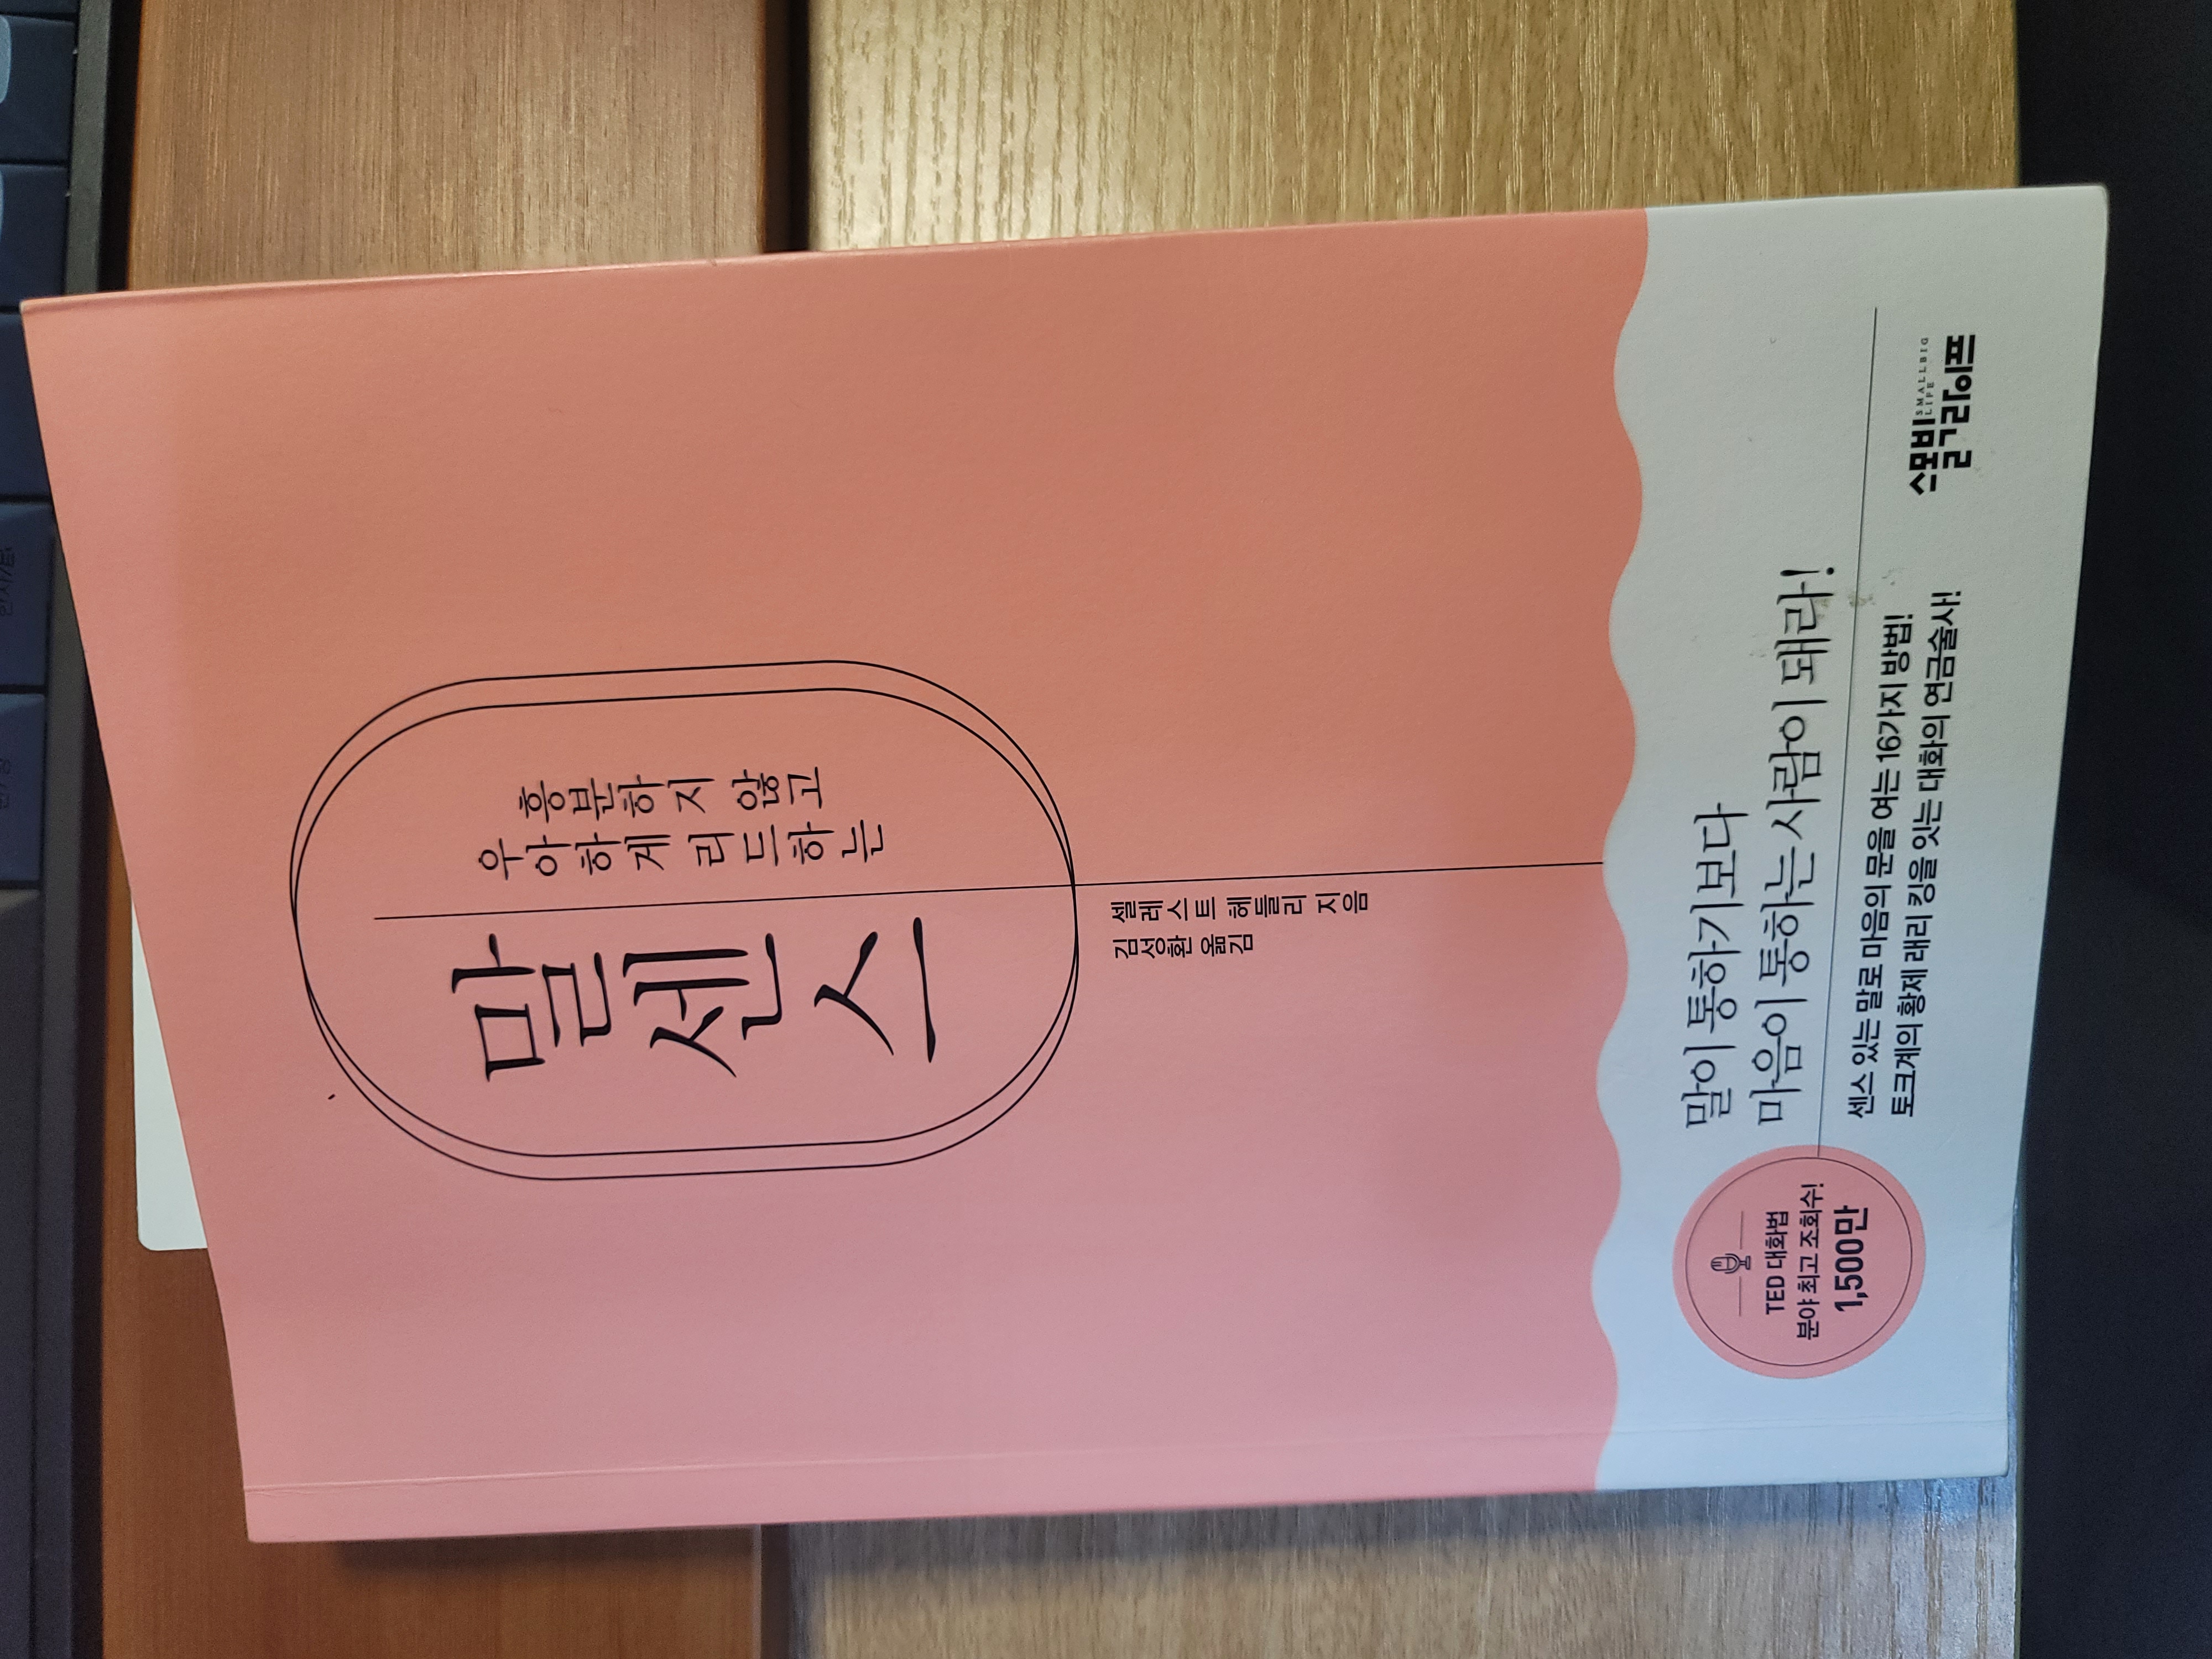 흥분하지 않고
우아하게 리드하는
말센스
셀레스트 헤들리 지음
김성환 옮김
TED 대화법
분야 최고 조회수!
1,500만
말이 통하기보다
마음이 통하는 사람이 돼라!
센스 있는 말로 마음의 문을 여는 16가지 방법!
토크계의 황제 래리 킹을 잇는 대화의 연금술사!
스몰빅
SMALLBIG
LIFE
라이프